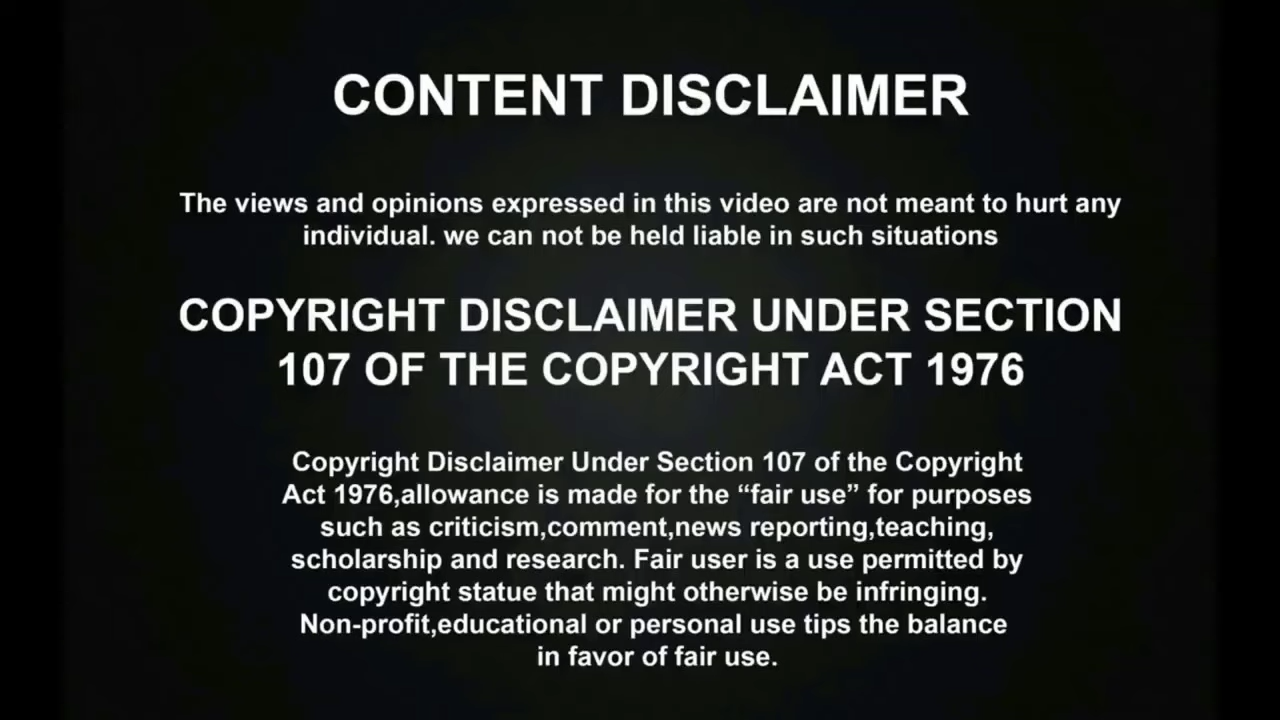 CONTENT DISCLAIMER
The views and opinions expressed in this video are not meant to hurt any
individual. we can not be held liable in such situations
COPYRIGHT DISCLAIMER UNDER SECTION
107 OF THE COPYRIGHT ACT 1976
Copyright Disclaimer Under Section 107 of the Copyright
Act 1976,allowance is made for the “fair use” for purposes
such as criticism,comment,news reporting,teaching,
scholarship and research. Fair user is a use permitted by
copyright statue that might otherwise be infringing.
Non-profit,educational or personal use tips the balance
in favor of fair use.